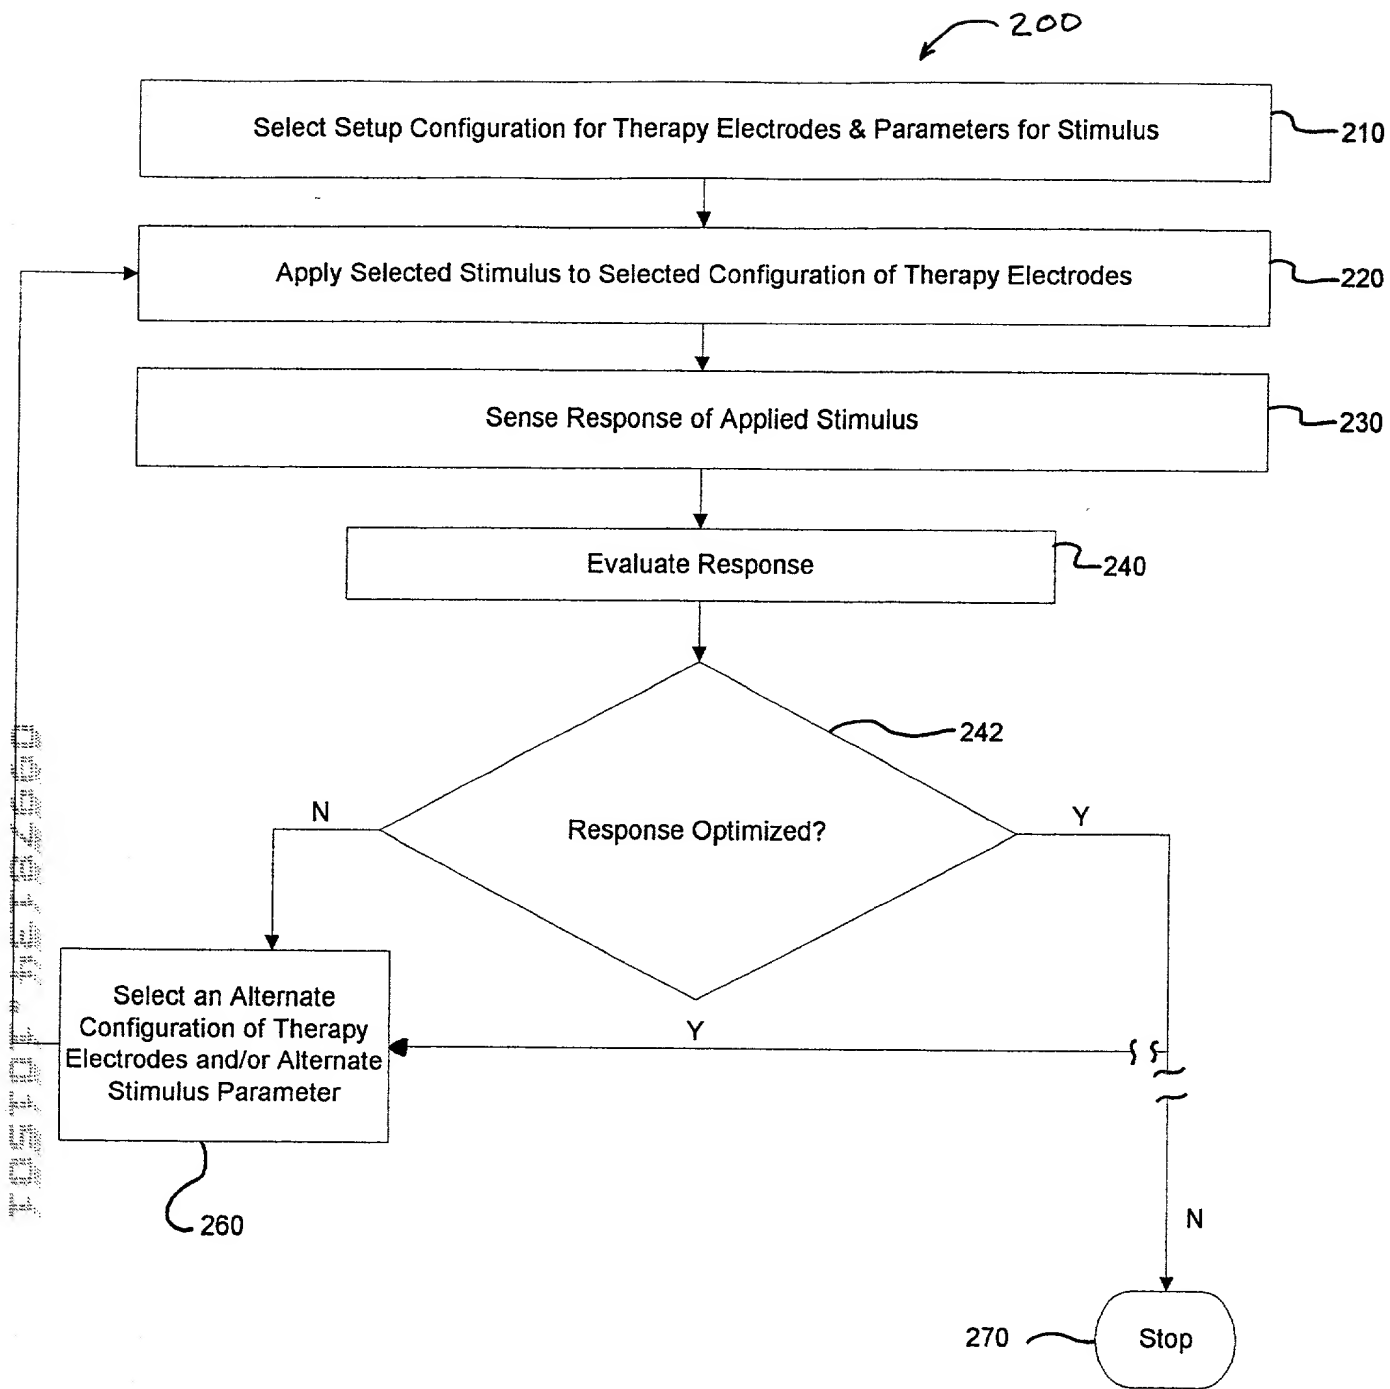 200
Select Setup Configuration for Therapy Electrodes & Parameters for Stimulus
210
Apply Selected Stimulus to Selected Configuration of Therapy Electrodes
220
Sense Response of Applied Stimulus
230
Evaluate Response
240
242
N
Response Optimized?
Y
Select an Alternate
Configuration of Therapy
Electrodes and/or Alternate
Stimulus Parameter
Y
260
N
270
Stop